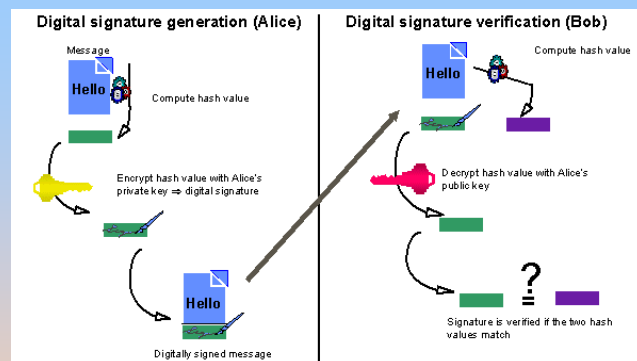 Digital signature generation (Alice)
Message
Hello
Compute hash value
Encrypt hash value with Alice's
private key ⇒ digital signature
Hello
Digitally signed message
Digital signature verification (Bob)
Compute hash value
Hello
Decrypt hash value with Alice's
public key
?
=
Signature is verified if the two hash
values match